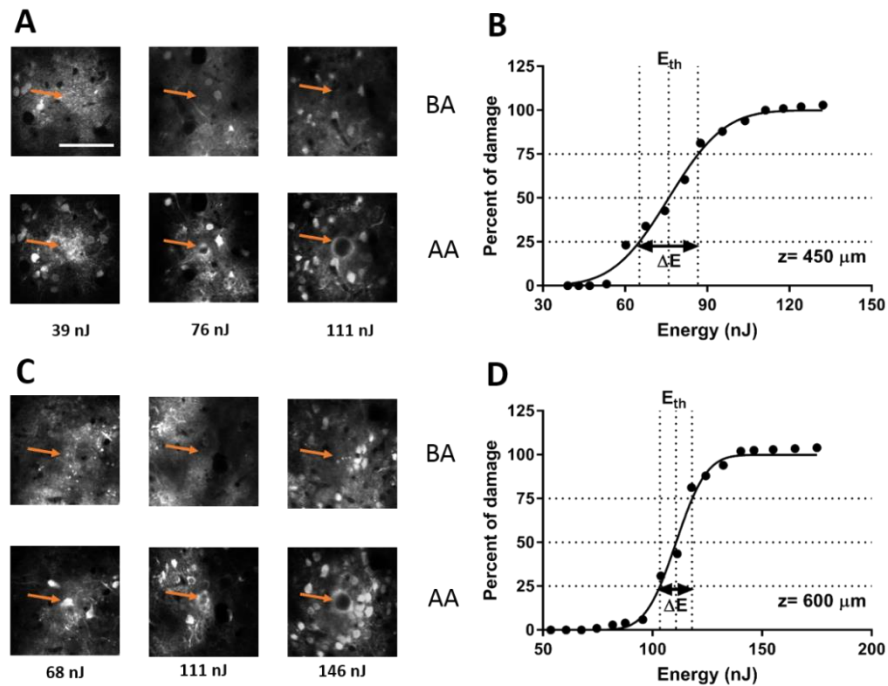 A
BA
AA
39 nJ 76 nJ 111 nJ
B
E_th
125
100
75
50
25
0
Percent of damage
ΔE
z= 450 μm
30 60 90 120 150
Energy (nJ)
C
BA
AA
68 nJ 111 nJ 146 nJ
D
E_th
125
100
75
50
25
0
Percent of damage
ΔE
z= 600 μm
50 100 150 200
Energy (nJ)